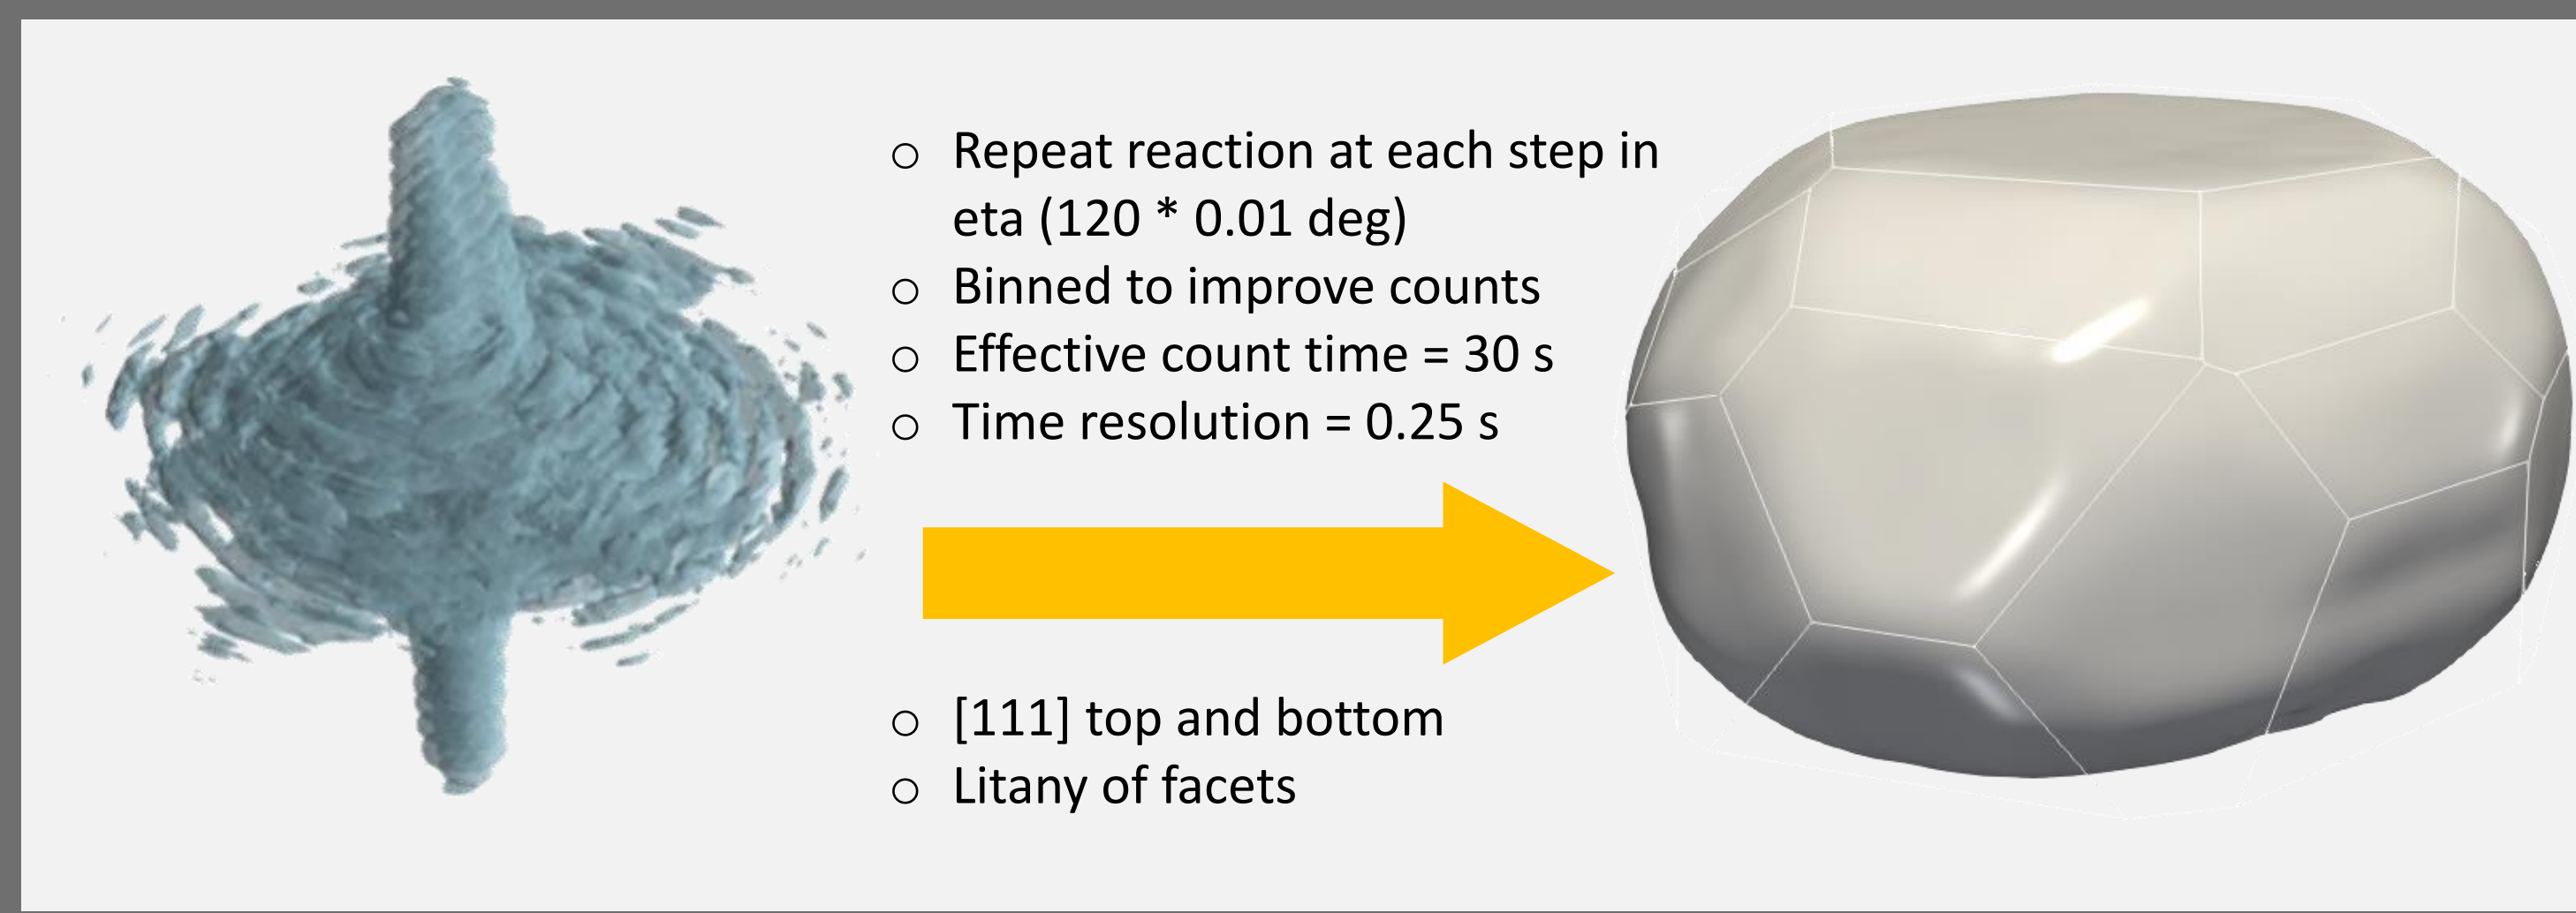 ○ Repeat reaction at each step in
eta (120 * 0.01 deg)
○ Binned to improve counts
○ Effective count time = 30 s
○ Time resolution = 0.25 s
○ [111] top and bottom
○ Litany of facets